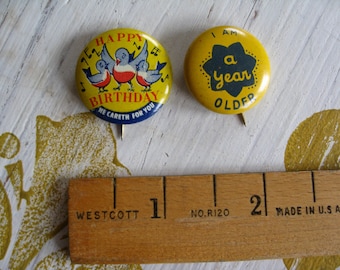 HAPPY
BIRTHDAY
HE CARETH FOR YOU
I AM
a
year
OLDER
WESTCOTT 1 NO.R120 2 MADE IN U.S.A